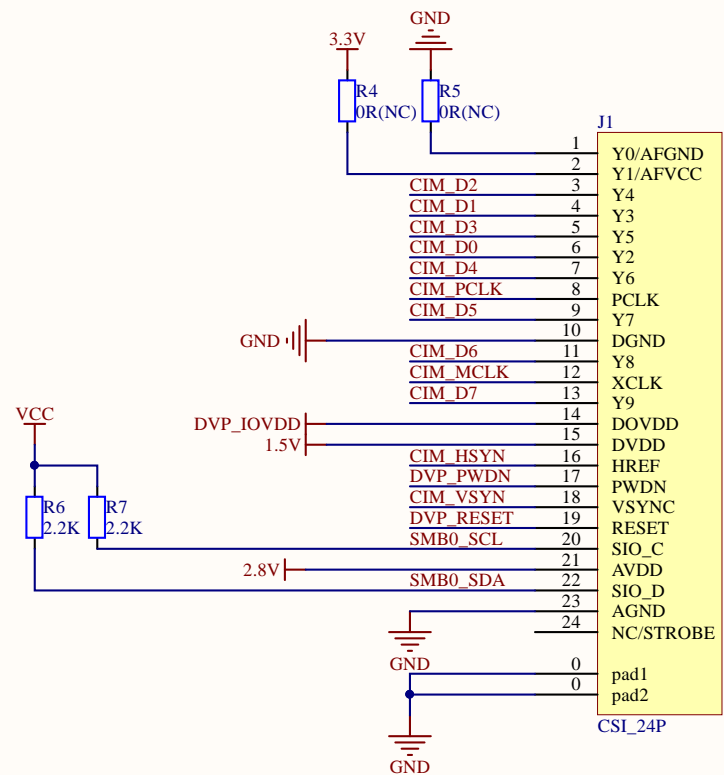 GND
3.3V
R4
0R(NC)
R5
0R(NC)
J1
1 Y0/AFGND
2 Y1/AFVCC
CIM_D2 3 Y4
CIM_D1 4 Y3
CIM_D3 5 Y5
CIM_D0 6 Y2
CIM_D4 7 Y6
CIM_PCLK 8 PCLK
CIM_D5 9 Y7
GND 10 DGND
CIM_D6 11 Y8
CIM_MCLK 12 XCLK
CIM_D7 13 Y9
DVP_IOVDD 14 DOVDD
1.5V 15 DVDD
CIM_HSYN 16 HREF
DVP_PWDN 17 PWDN
CIM_VSYN 18 VSYNC
DVP_RESET 19 RESET
SMB0_SCL 20 SIO_C
2.8V 21 AVDD
SMB0_SDA 22 SIO_D
23 AGND
24 NC/STROBE
GND
0 pad1
0 pad2
CSI_24P
GND
VCC
R6
2.2K
R7
2.2K